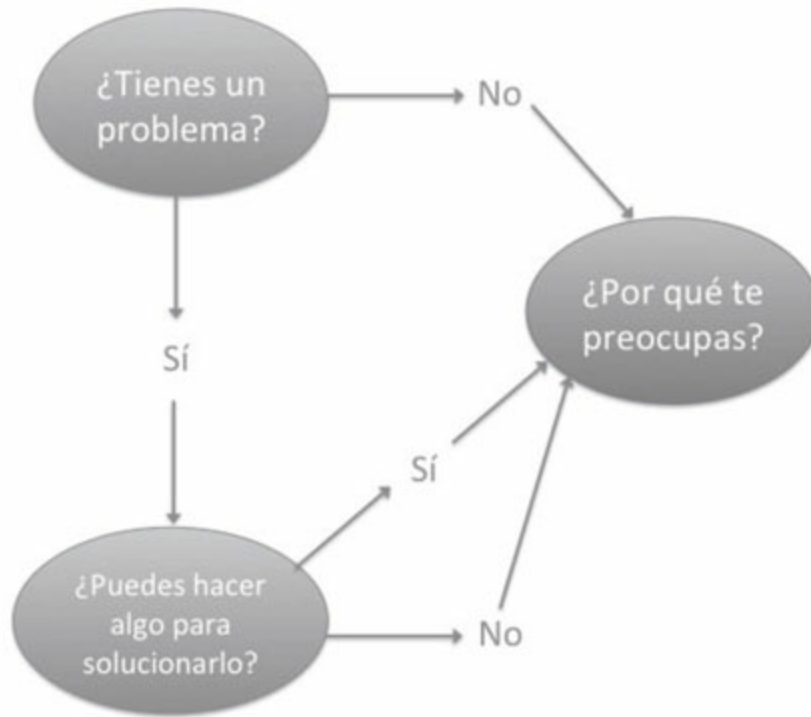 ¿Tienes un
problema?
No
¿Por qué te
preocupas?
Sí
Sí
¿Puedes hacer
algo para
solucionarlo?
No